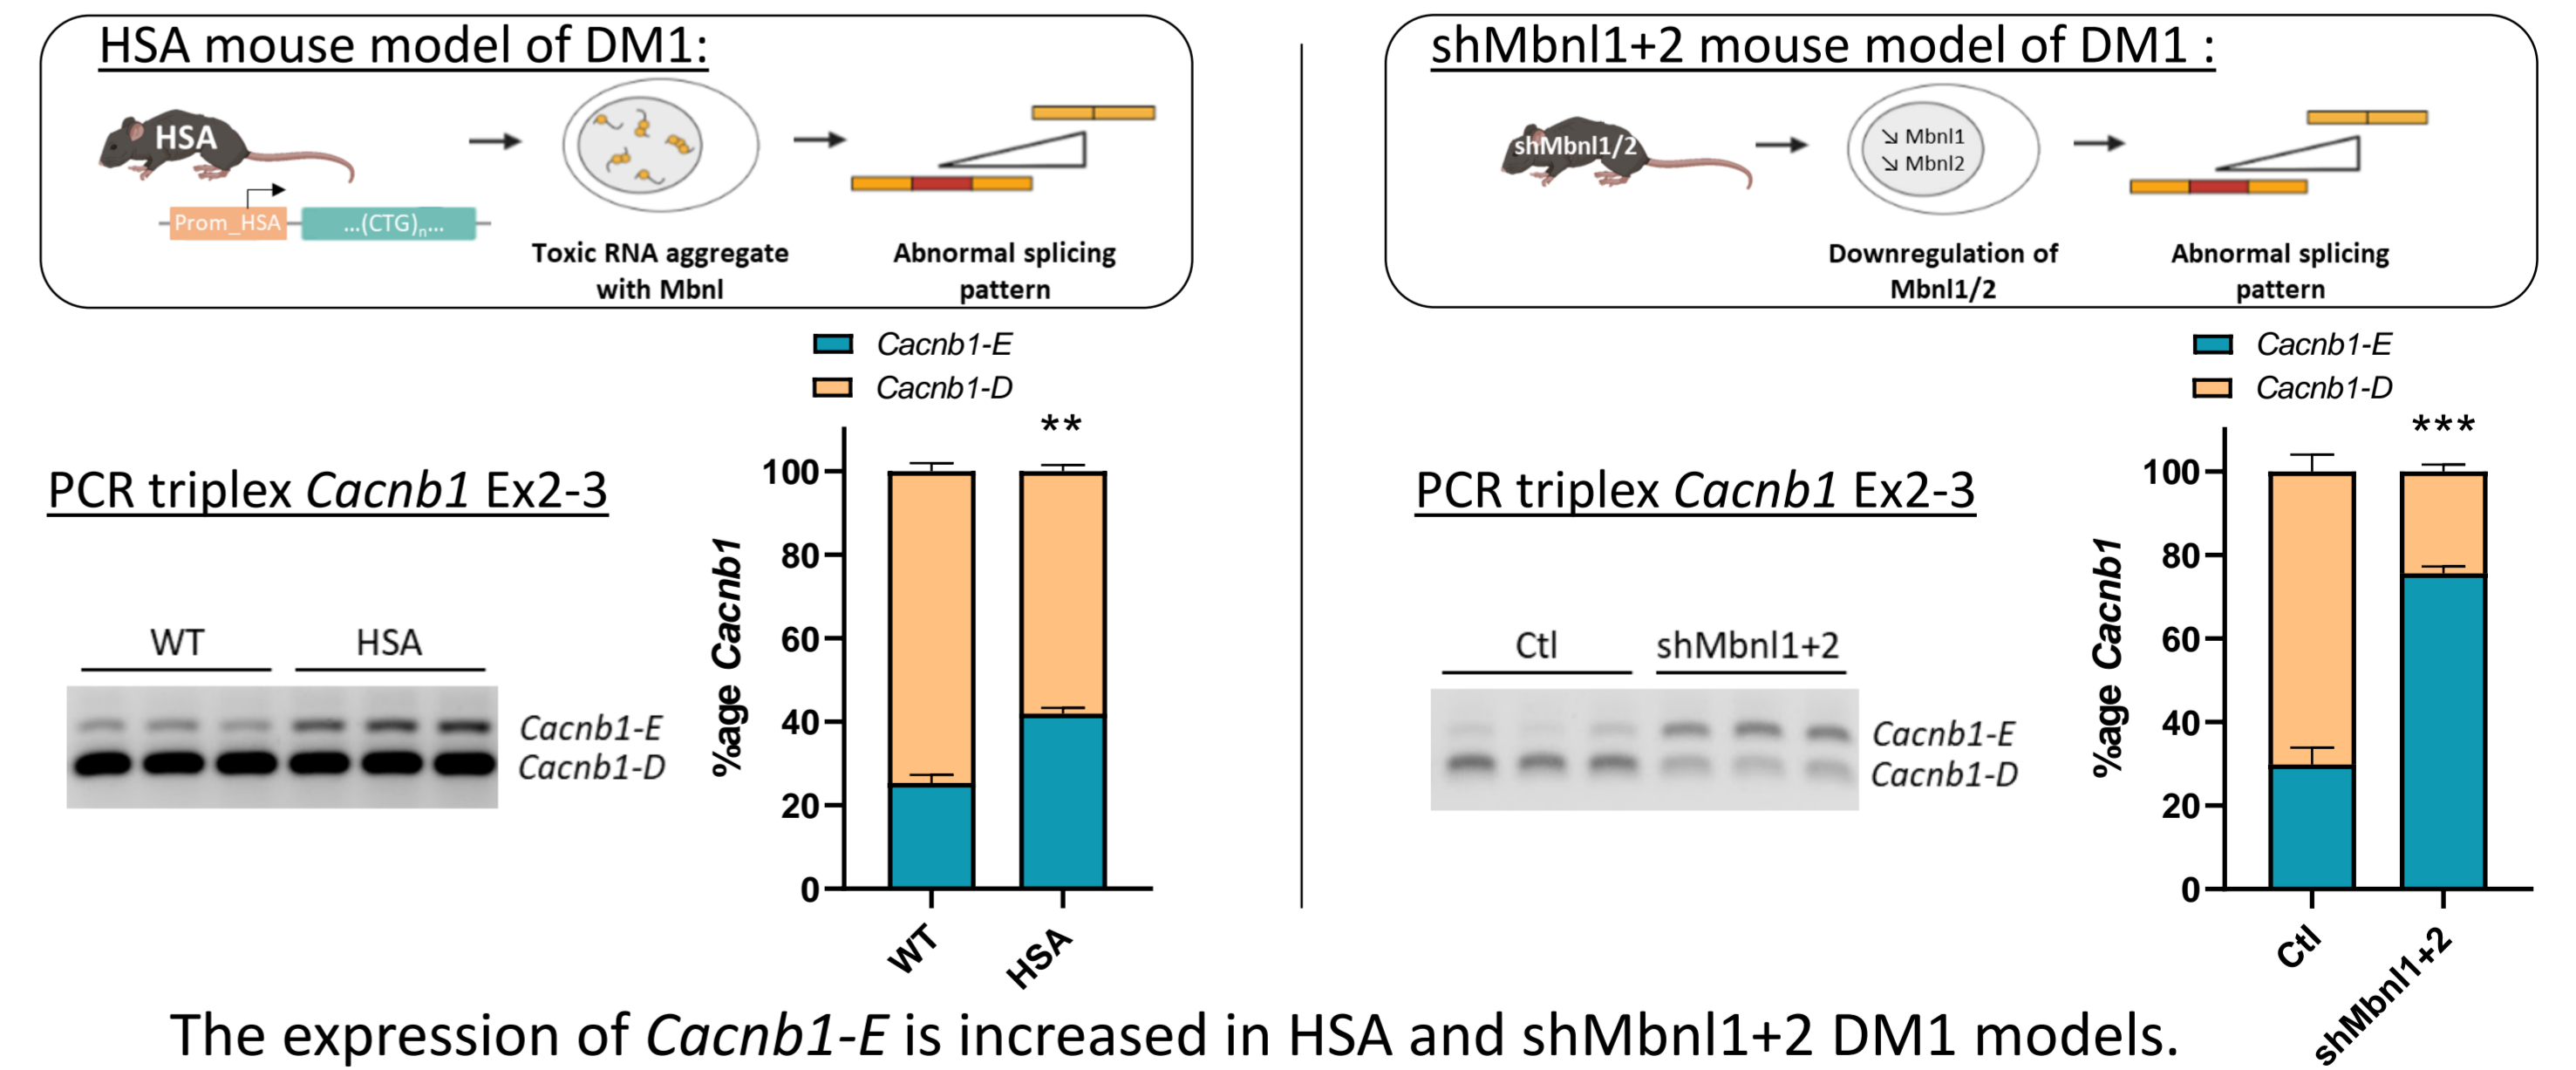 HSA mouse model of DM1:
HSA
Prom_HSA
...(CTG)n...
Toxic RNA aggregate
with Mbnl
Abnormal splicing
pattern
Cacnb1-E
Cacnb1-D
PCR triplex Cacnb1 Ex2-3
WT
HSA
Cacnb1-E
Cacnb1-D
%age Cacnb1
**
100
80
60
40
20
0
WT
HSA
shMbnl1+2 mouse model of DM1 :
shMbnl1/2
↘ Mbnl1
↘ Mbnl2
Downregulation of
Mbnl1/2
Abnormal splicing
pattern
Cacnb1-E
Cacnb1-D
PCR triplex Cacnb1 Ex2-3
Ctl
shMbnl1+2
Cacnb1-E
Cacnb1-D
%age Cacnb1
***
100
80
60
40
20
0
Ctl
shMbnl1+2
The expression of Cacnb1-E is increased in HSA and shMbnl1+2 DM1 models.